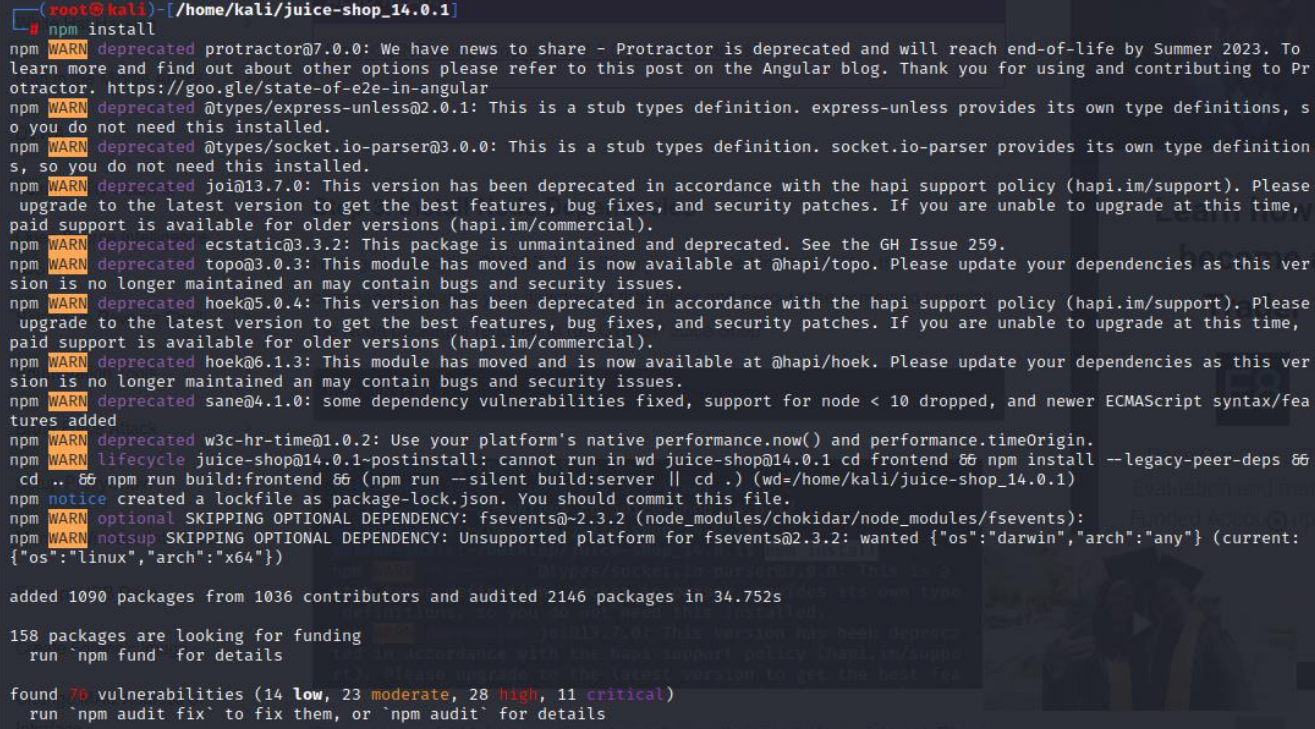 ┌──(root㉿kali)-[/home/kali/juice-shop_14.0.1]
└─# npm install
npm WARN deprecated protractor@7.0.0: We have news to share - Protractor is deprecated and will reach end-of-life by Summer 2023. To
learn more and find out about other options please refer to this post on the Angular blog. Thank you for using and contributing to Pr
otractor. https://goo.gle/state-of-e2e-in-angular
npm WARN deprecated @types/express-unless@2.0.1: This is a stub types definition. express-unless provides its own type definitions, s
o you do not need this installed.
npm WARN deprecated @types/socket.io-parser@3.0.0: This is a stub types definition. socket.io-parser provides its own type definition
s, so you do not need this installed.
npm WARN deprecated joi@13.7.0: This version has been deprecated in accordance with the hapi support policy (hapi.im/support). Please
 upgrade to the latest version to get the best features, bug fixes, and security patches. If you are unable to upgrade at this time,
paid support is available for older versions (hapi.im/commercial).
npm WARN deprecated ecstatic@3.3.2: This package is unmaintained and deprecated. See the GH Issue 259.
npm WARN deprecated topo@3.0.3: This module has moved and is now available at @hapi/topo. Please update your dependencies as this ver
sion is no longer maintained an may contain bugs and security issues.
npm WARN deprecated hoek@5.0.4: This version has been deprecated in accordance with the hapi support policy (hapi.im/support). Please
 upgrade to the latest version to get the best features, bug fixes, and security patches. If you are unable to upgrade at this time,
paid support is available for older versions (hapi.im/commercial).
npm WARN deprecated hoek@6.1.3: This module has moved and is now available at @hapi/hoek. Please update your dependencies as this ver
sion is no longer maintained an may contain bugs and security issues.
npm WARN deprecated sane@4.1.0: some dependency vulnerabilities fixed, support for node < 10 dropped, and newer ECMAScript syntax/fea
tures added
npm WARN deprecated w3c-hr-time@1.0.2: Use your platform's native performance.now() and performance.timeOrigin.
npm WARN lifecycle juice-shop@14.0.1~postinstall: cannot run in wd juice-shop@14.0.1 cd frontend && npm install --legacy-peer-deps &&
 cd .. && npm run build:frontend && (npm run --silent build:server || cd .) (wd=/home/kali/juice-shop_14.0.1)
npm notice created a lockfile as package-lock.json. You should commit this file.
npm WARN optional SKIPPING OPTIONAL DEPENDENCY: fsevents@~2.3.2 (node_modules/chokidar/node_modules/fsevents):
npm WARN notsup SKIPPING OPTIONAL DEPENDENCY: Unsupported platform for fsevents@2.3.2: wanted {"os":"darwin","arch":"any"} (current:
{"os":"linux","arch":"x64"})
added 1090 packages from 1036 contributors and audited 2146 packages in 34.752s
158 packages are looking for funding
  run `npm fund` for details
found 76 vulnerabilities (14 low, 23 moderate, 28 high, 11 critical)
  run `npm audit fix` to fix them, or `npm audit` for details